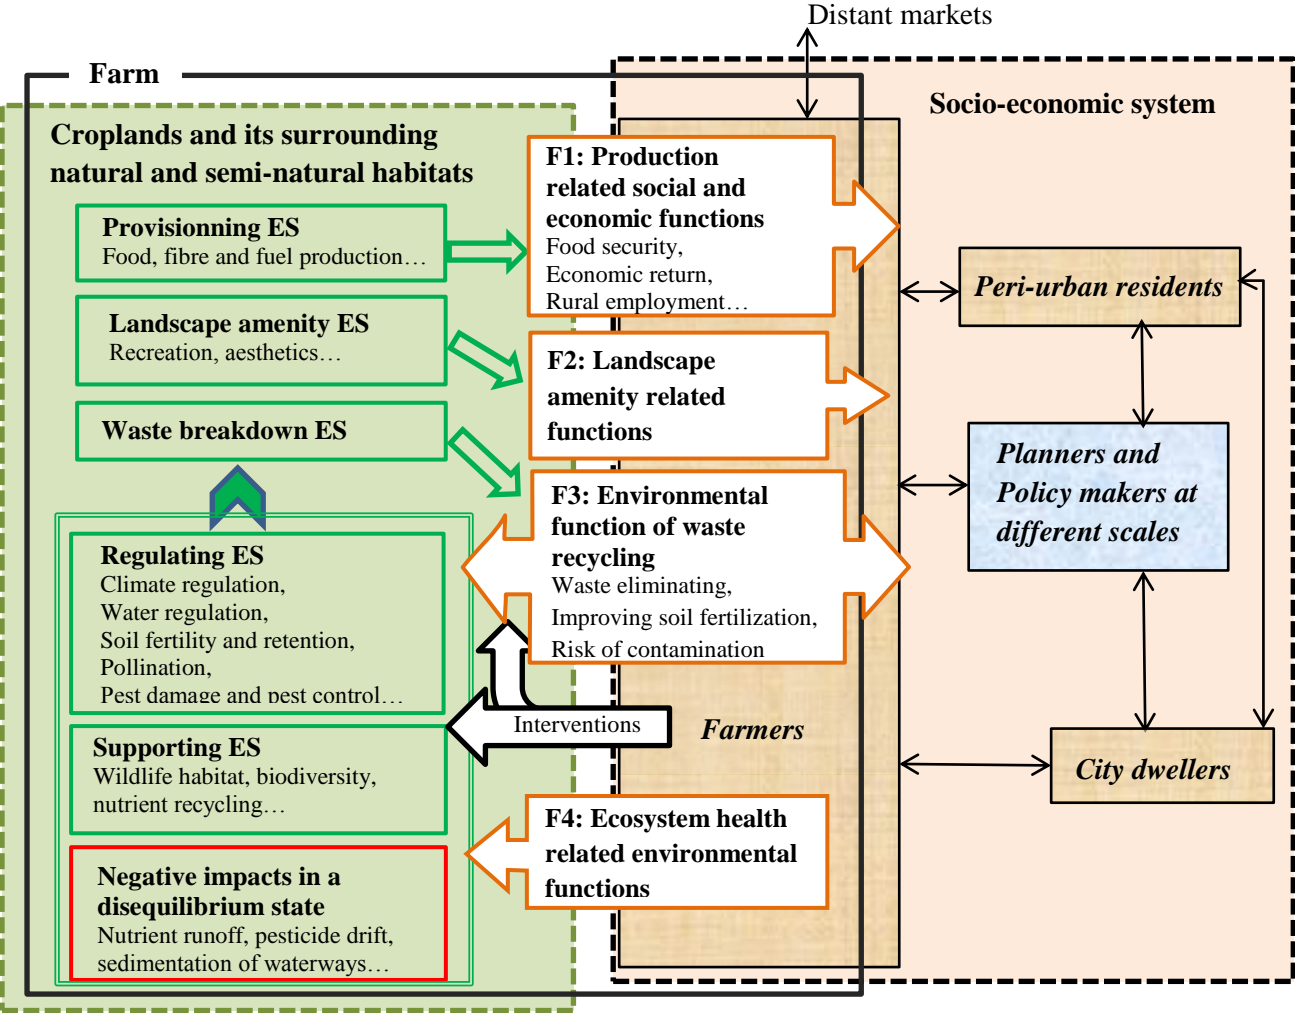 Distant markets
Farm
Socio-economic system
Croplands and its surrounding
natural and semi-natural habitats
Provisionning ES
Food, fibre and fuel production…
Landscape amenity ES
Recreation, aesthetics…
Waste breakdown ES
Regulating ES
Climate regulation,
Water regulation,
Soil fertility and retention,
Pollination,
Pest damage and pest control…
Supporting ES
Wildlife habitat, biodiversity,
nutrient recycling…
Negative impacts in a
disequilibrium state
Nutrient runoff, pesticide drift,
sedimentation of waterways…
F1: Production
related social and
economic functions
Food security,
Economic return,
Rural employment…
F2: Landscape
amenity related
functions
F3: Environmental
function of waste
recycling
Waste eliminating,
Improving soil fertilization,
Risk of contamination
Interventions
Farmers
F4: Ecosystem health
related environmental
functions
Peri-urban residents
Planners and
Policy makers at
different scales
City dwellers